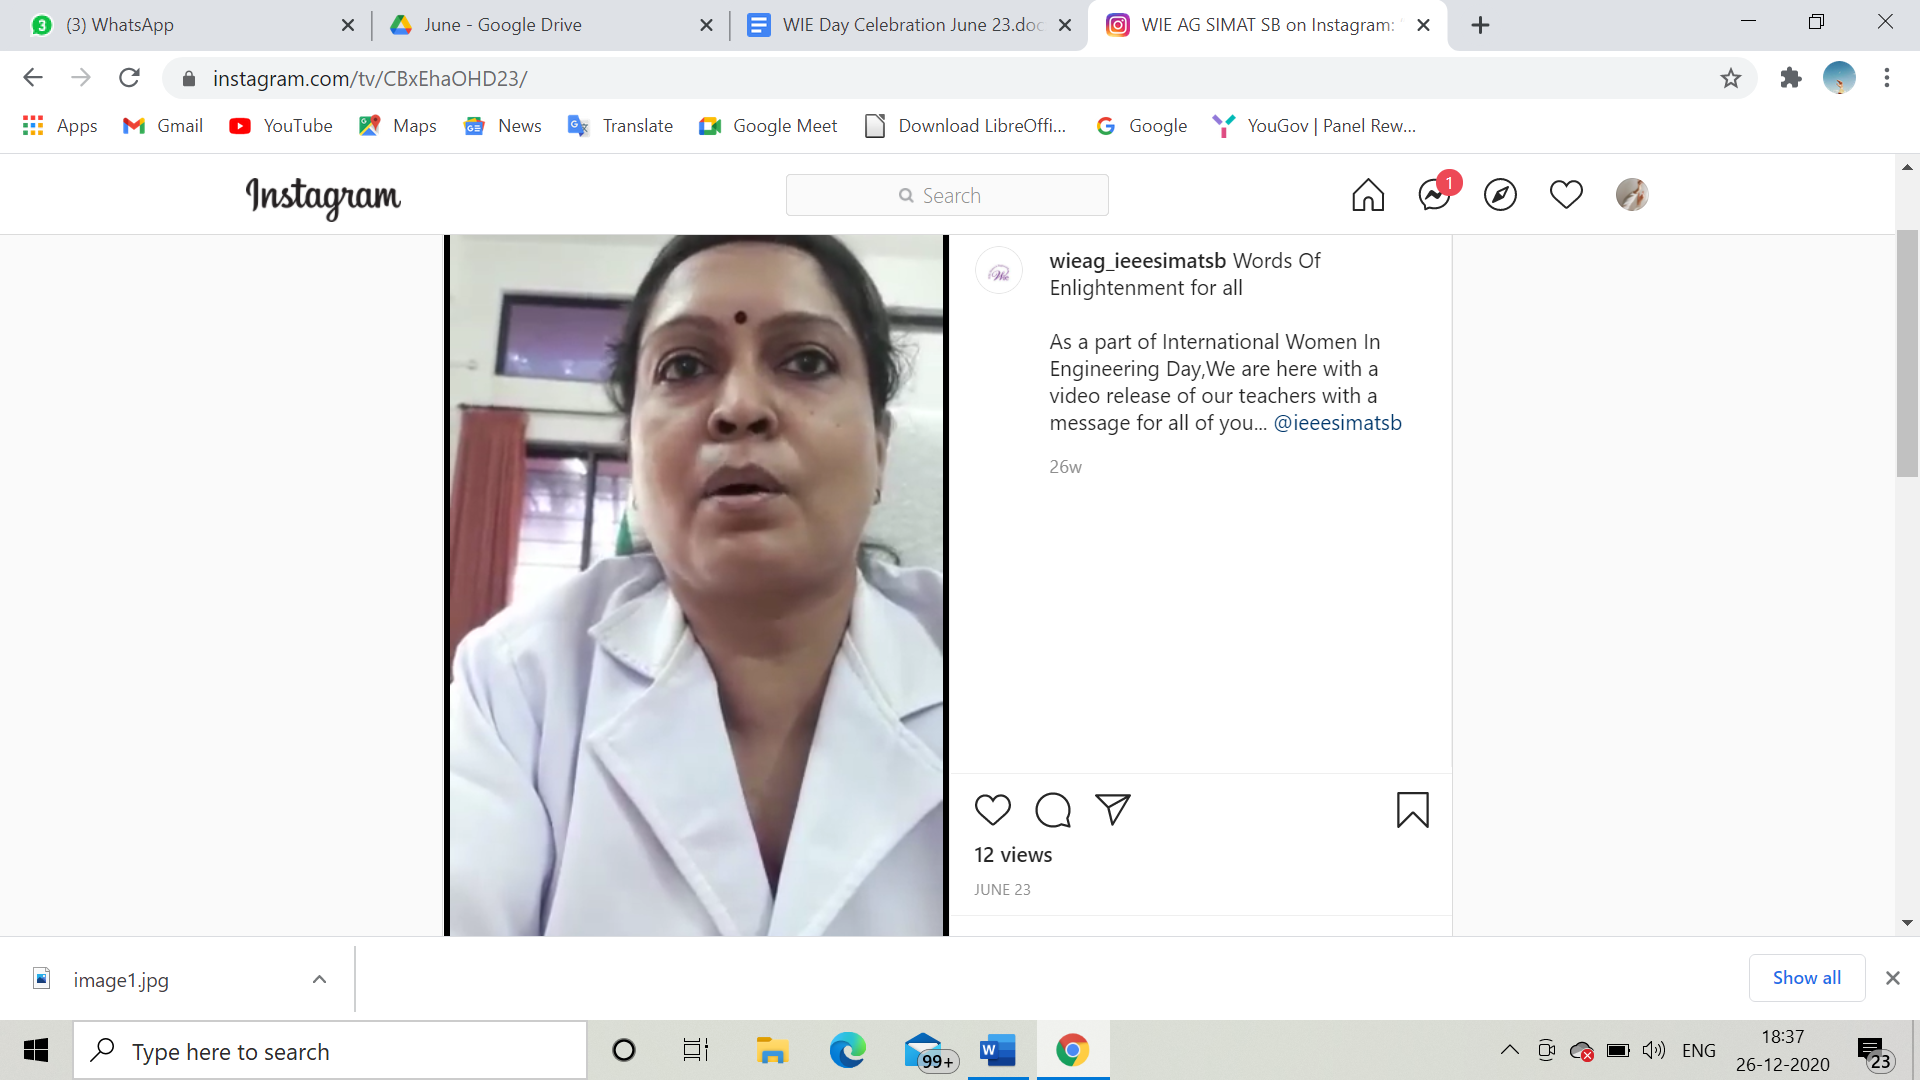 3 (3) WhatsApp
June - Google Drive
WIE Day Celebration June 23.doc
WIE AG SIMAT SB on Instagram:
instagram.com/tv/CBxEhaOHD23/
Apps Gmail YouTube Maps News Translate Google Meet Download LibreOffi... Google YouGov | Panel Rew...
Instagram
Search
1
wieag_ieeesimatsb Words Of
Enlightenment for all
As a part of International Women In
Engineering Day,We are here with a
video release of our teachers with a
message for all of you... @ieeesimatsb
26w
12 views
JUNE 23
image1.jpg
Show all
Type here to search
99+
ENG
18:37
26-12-2020
23